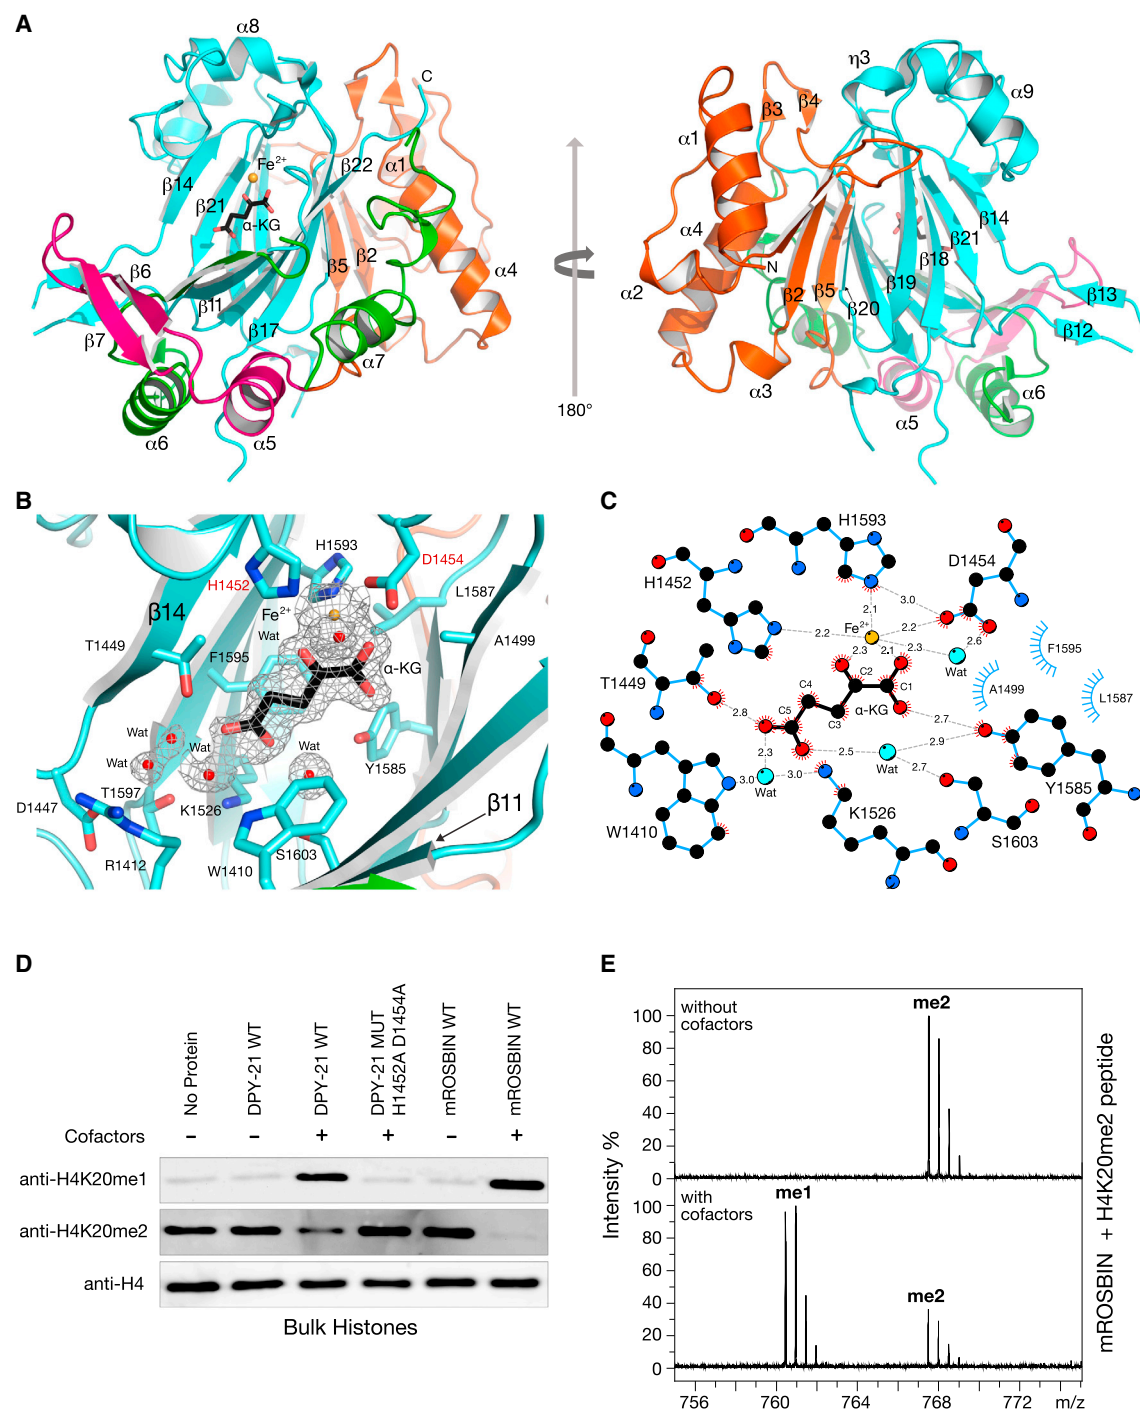 A
α8
C
Fe2+
β14
β21
α-KG
β22
α1
β6
β5
β2
α4
β11
β7
β17
α7
α6
α5
180°
η3
β4
β3
α9
α1
β14
α4
β21
N
β18
α2
β19
β2
β5
β20
β13
β12
α3
α6
α5
B
H1593
D1454
H1452
L1587
β14
Fe2+
Wat
T1449
A1499
F1595
α-KG
Wat
Wat
Wat
Wat
Y1585
T1597
D1447
K1526
β11
S1603
R1412
W1410
C
H1593
D1454
H1452
3.0
2.1
Fe2+
2.2
2.2
2.6
2.3
2.1
2.3
Wat
F1595
T1449
C4
C2
C1
A1499
L1587
α-KG
C5
C3
2.8
2.7
2.9
2.3
2.5
Wat
2.7
3.0
3.0
Wat
Y1585
K1526
W1410
S1603
D
No Protein
DPY-21 WT
DPY-21 WT
DPY-21 MUT
H1452A D1454A
mROSBIN WT
mROSBIN WT
Cofactors – – + + – +
anti-H4K20me1
anti-H4K20me2
anti-H4
Bulk Histones
E
without
cofactors
me2
100
80
60
40
20
0
with
cofactors
me1
me2
100
80
60
40
20
0
756 760 764 768 772 m/z
Intensity %
mROSBIN + H4K20me2 peptide